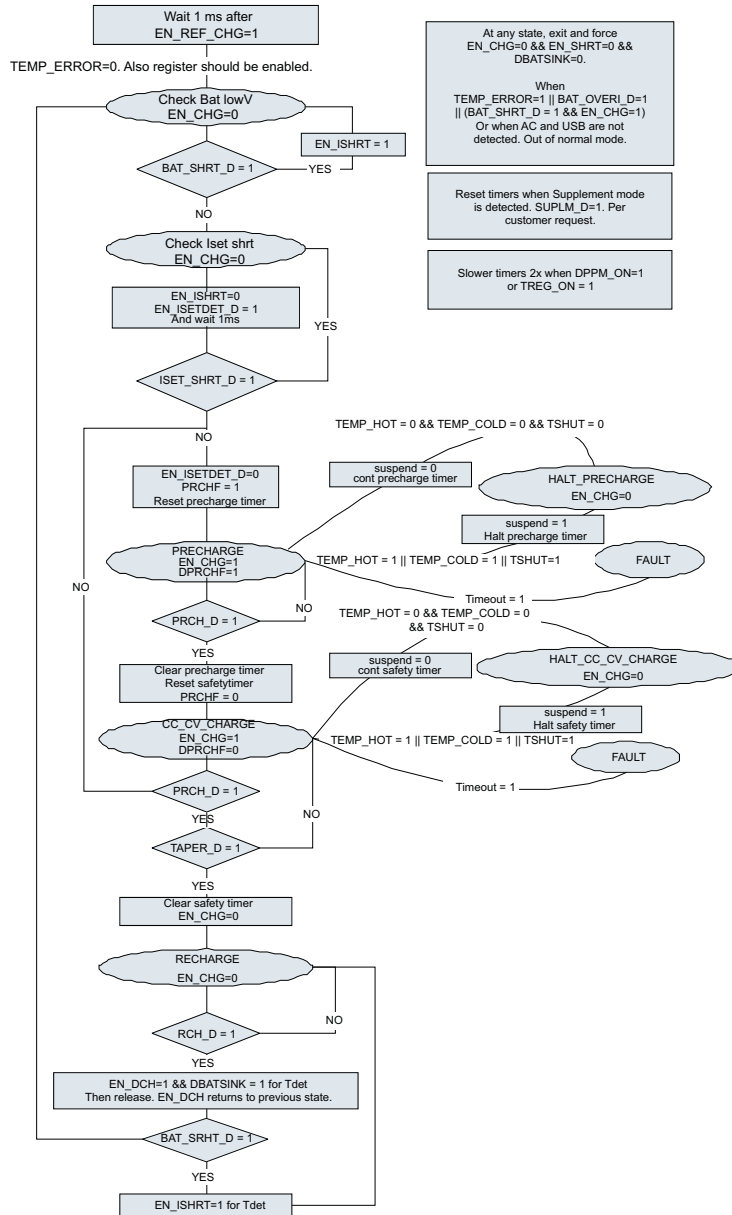 Wait 1 ms after
EN_REF_CHG=1
TEMP_ERROR=0. Also register should be enabled.
Check Bat lowV
EN_CHG=0
EN_ISHRT = 1
BAT_SHRT_D = 1
YES
NO
Check Iset shrt
EN_CHG=0
EN_ISHRT=0
EN_ISETDET_D = 1
And wait 1ms
YES
ISET_SHRT_D = 1
NO
EN_ISETDET_D=0
PRCHF = 1
Reset precharge timer
PRECHARGE
EN_CHG=1
DPRCHF=1
NO
PRCH_D = 1
NO
YES
Clear precharge timer
Reset safetytimer
PRCHF = 0
CC_CV_CHARGE
EN_CHG=1
DPRCHF=0
PRCH_D = 1
NO
YES
TAPER_D = 1
YES
Clear safety timer
EN_CHG=0
RECHARGE
EN_CHG=0
NO
RCH_D = 1
YES
EN_DCH=1 && DBATSINK = 1 for Tdet
Then release. EN_DCH returns to previous state.
BAT_SRHT_D = 1
YES
EN_ISHRT=1 for Tdet
At any state, exit and force
EN_CHG=0 && EN_SHRT=0 &&
DBATSINK=0.
When
TEMP_ERROR=1 || BAT_OVERI_D=1
|| (BAT_SHRT_D = 1 && EN_CHG=1)
Or when AC and USB are not
detected. Out of normal mode.
Reset timers when Supplement mode
is detected. SUPLM_D=1. Per
customer request.
Slower timers 2x when DPPM_ON=1
or TREG_ON = 1
TEMP_HOT = 0 && TEMP_COLD = 0 && TSHUT = 0
suspend = 0
cont precharge timer
HALT_PRECHARGE
EN_CHG=0
suspend = 1
Halt precharge timer
TEMP_HOT = 1 || TEMP_COLD = 1 || TSHUT=1
FAULT
Timeout = 1
TEMP_HOT = 0 && TEMP_COLD = 0
&& TSHUT = 0
suspend = 0
cont safety timer
HALT_CC_CV_CHARGE
EN_CHG=0
suspend = 1
Halt safety timer
TEMP_HOT = 1 || TEMP_COLD = 1 || TSHUT=1
FAULT
Timeout = 1